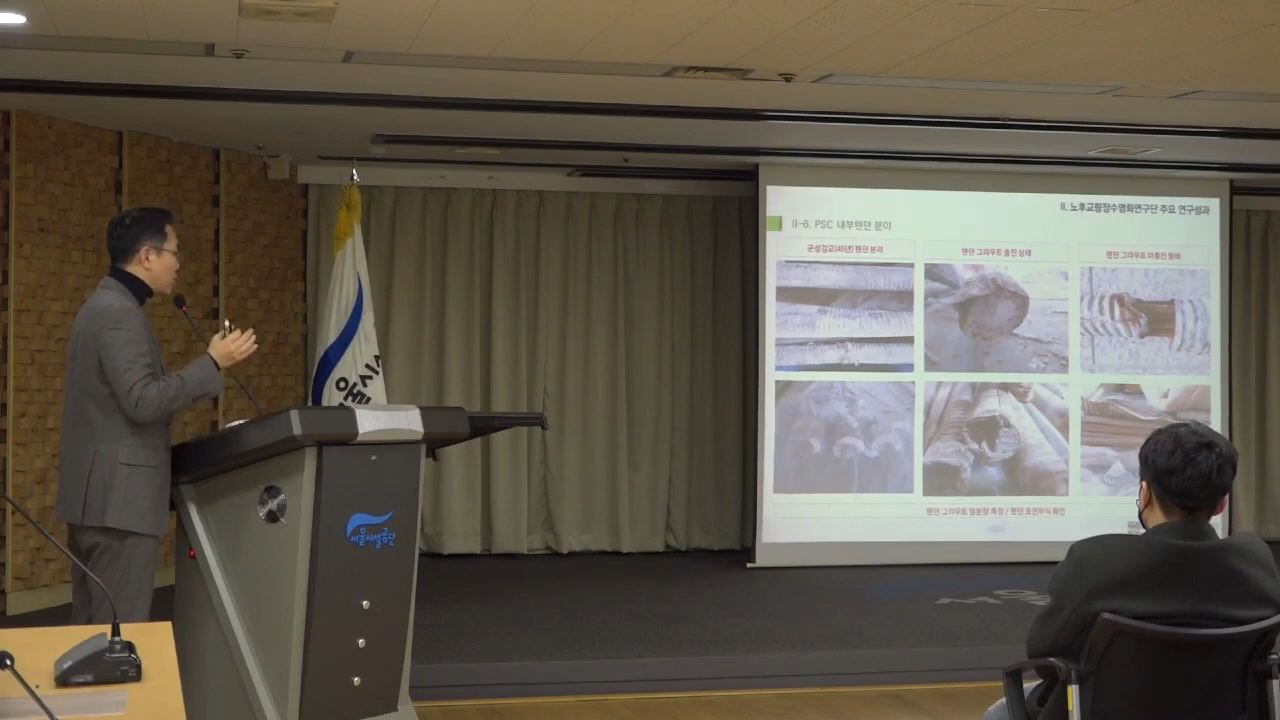 II. 노후교량장수명화연구단 주요 연구성과
II-6. PSC 내부텐던 분야
군성감교(45년) 텐던 분리
텐던 그라우트 충진 상태
텐던 그라우트 미충진 형태
텐던 그라우트 염분량 측정 / 텐던 표면부식 확인
서울시설공단